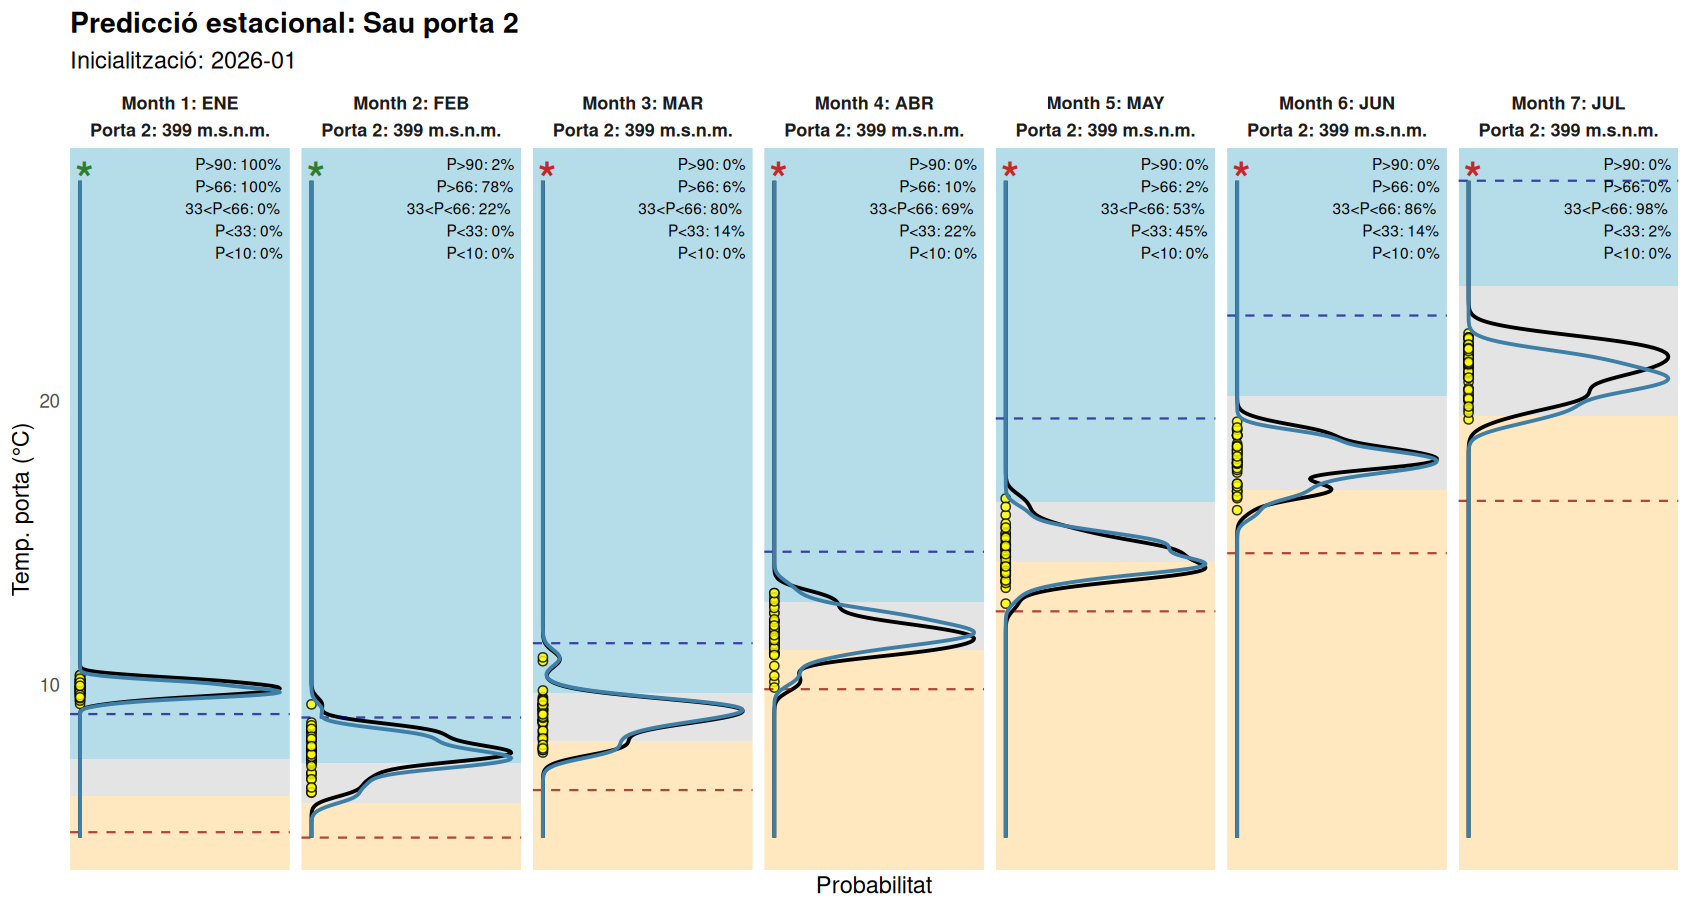 Predicció estacional: Sau porta 2
Inicialització: 2026-01
Month 1: ENE
Porta 2: 399 m.s.n.m.
Month 2: FEB
Porta 2: 399 m.s.n.m.
Month 3: MAR
Porta 2: 399 m.s.n.m.
Month 4: ABR
Porta 2: 399 m.s.n.m.
Month 5: MAY
Porta 2: 399 m.s.n.m.
Month 6: JUN
Porta 2: 399 m.s.n.m.
Month 7: JUL
Porta 2: 399 m.s.n.m.
*
P>90: 100%
P>66: 100%
33<P<66: 0%
P<33: 0%
P<10: 0%
*
P>90: 2%
P>66: 78%
33<P<66: 22%
P<33: 0%
P<10: 0%
*
P>90: 0%
P>66: 6%
33<P<66: 80%
P<33: 14%
P<10: 0%
*
P>90: 0%
P>66: 10%
33<P<66: 69%
P<33: 22%
P<10: 0%
*
P>90: 0%
P>66: 2%
33<P<66: 53%
P<33: 45%
P<10: 0%
*
P>90: 0%
P>66: 0%
33<P<66: 86%
P<33: 14%
P<10: 0%
*
P>90: 0%
P>66: 0%
33<P<66: 98%
P<33: 2%
P<10: 0%
Temp. porta (°C)
20
10
Probabilitat